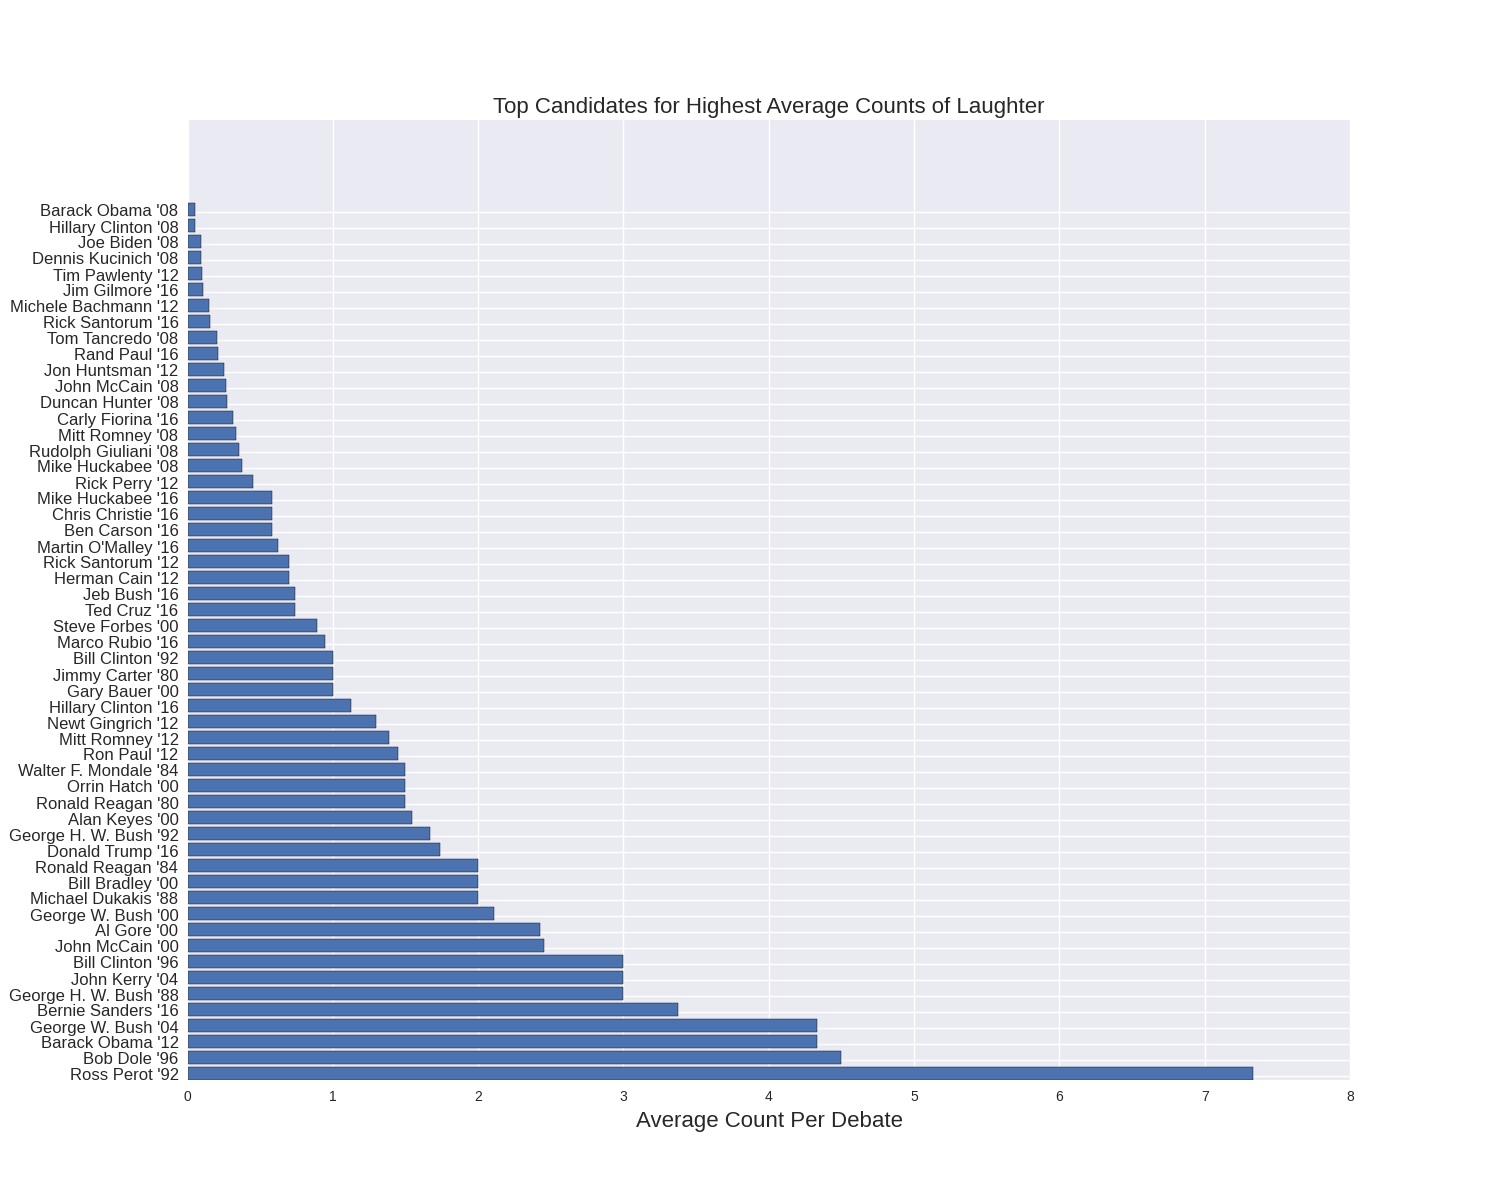 Top Candidates for Highest Average Counts of Laughter
Barack Obama '08
Hillary Clinton '08
Joe Biden '08
Dennis Kucinich '08
Tim Pawlenty '12
Jim Gilmore '16
Michele Bachmann '12
Rick Santorum '16
Tom Tancredo '08
Rand Paul '16
Jon Huntsman '12
John McCain '08
Duncan Hunter '08
Carly Fiorina '16
Mitt Romney '08
Rudolph Giuliani '08
Mike Huckabee '08
Rick Perry '12
Mike Huckabee '16
Chris Christie '16
Ben Carson '16
Martin O'Malley '16
Rick Santorum '12
Herman Cain '12
Jeb Bush '16
Ted Cruz '16
Steve Forbes '00
Marco Rubio '16
Bill Clinton '92
Jimmy Carter '80
Gary Bauer '00
Hillary Clinton '16
Newt Gingrich '12
Mitt Romney '12
Ron Paul '12
Walter F. Mondale '84
Orrin Hatch '00
Ronald Reagan '80
Alan Keyes '00
George H. W. Bush '92
Donald Trump '16
Ronald Reagan '84
Bill Bradley '00
Michael Dukakis '88
George W. Bush '00
Al Gore '00
John McCain '00
Bill Clinton '96
John Kerry '04
George H. W. Bush '88
Bernie Sanders '16
George W. Bush '04
Barack Obama '12
Bob Dole '96
Ross Perot '92
0 1 2 3 4 5 6 7 8
Average Count Per Debate